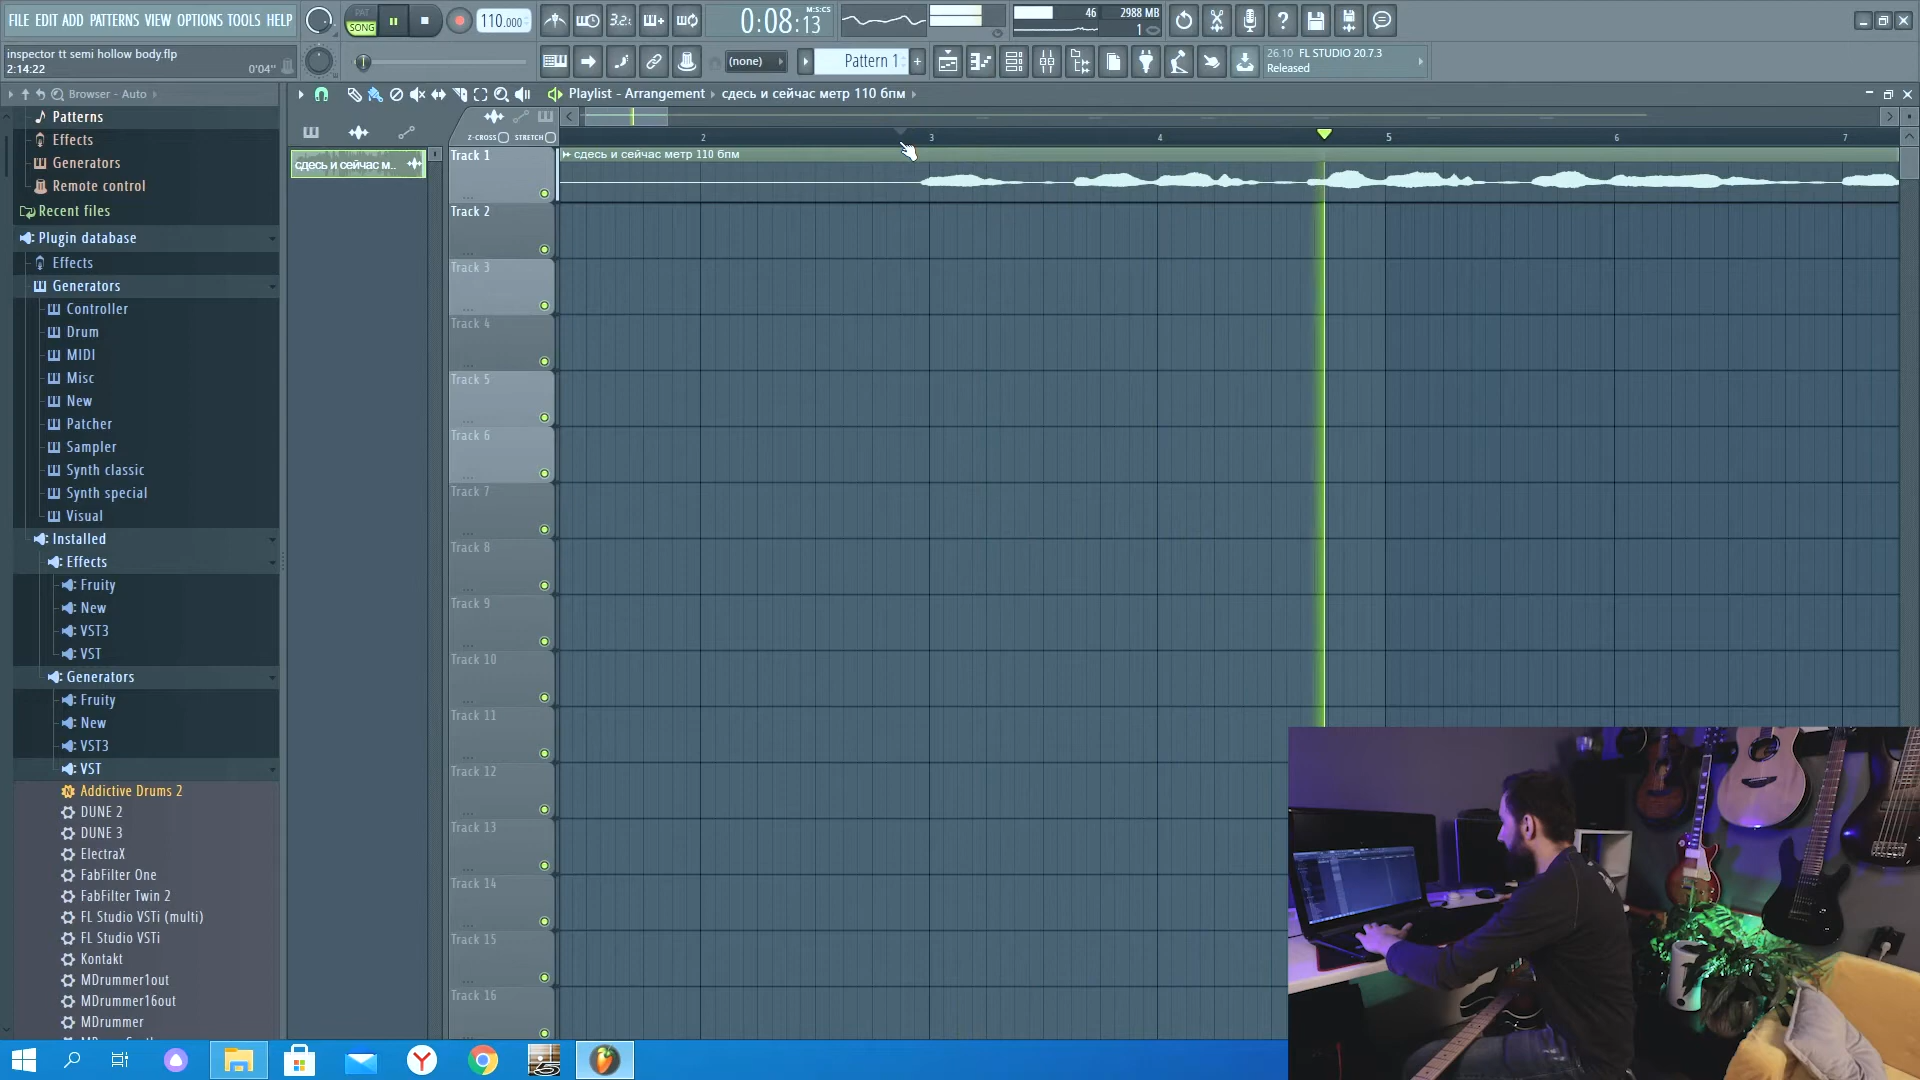 FILE EDIT ADD PATTERNS VIEW OPTIONS TOOLS HELP
PAT
SONG
110.000
3.2.
0:08:13
M:S:CS
46
2988 MB
1
inspector tt semi hollow body.flp
2:14:22
0'04"
(none)
Pattern 1
26.10 FL STUDIO 20.7.3
Released
Browser - Auto
Playlist - Arrangement
сдесь и сейчас метр 110 бпм
Z-CROSS
STRETCH
2
3
4
5
6
7
Patterns
Effects
Generators
Remote control
Recent files
Plugin database
Effects
Generators
Controller
Drum
MIDI
Misc
New
Patcher
Sampler
Synth classic
Synth special
Visual
Installed
Effects
Fruity
New
VST3
VST
Generators
Fruity
New
VST3
VST
Addictive Drums 2
DUNE 2
DUNE 3
ElectraX
FabFilter One
FabFilter Twin 2
FL Studio VSTi (multi)
FL Studio VSTi
Kontakt
MDrummer1out
MDrummer16out
MDrummer
сдесь и сейчас м..
Track 1
сдесь и сейчас метр 110 бпм
Track 2
Track 3
Track 4
Track 5
Track 6
Track 7
Track 8
Track 9
Track 10
Track 11
Track 12
Track 13
Track 14
Track 15
Track 16